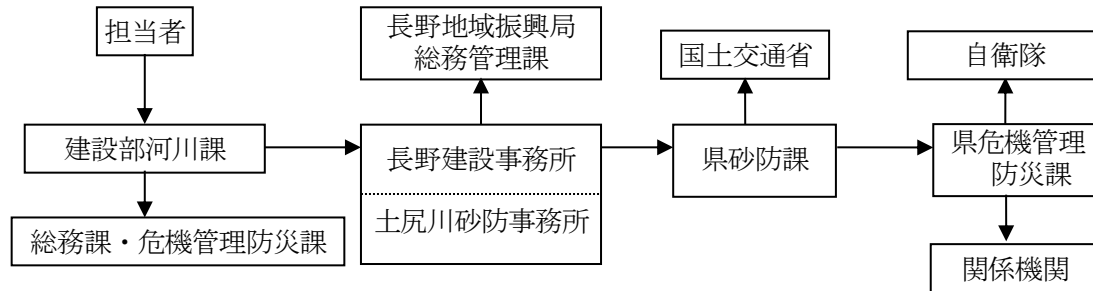 担当者
長野地域振興局
総務管理課
国土交通省
自衛隊
建設部河川課
長野建設事務所
土尻川砂防事務所
県砂防課
県危機管理
防災課
総務課・危機管理防災課
関係機関